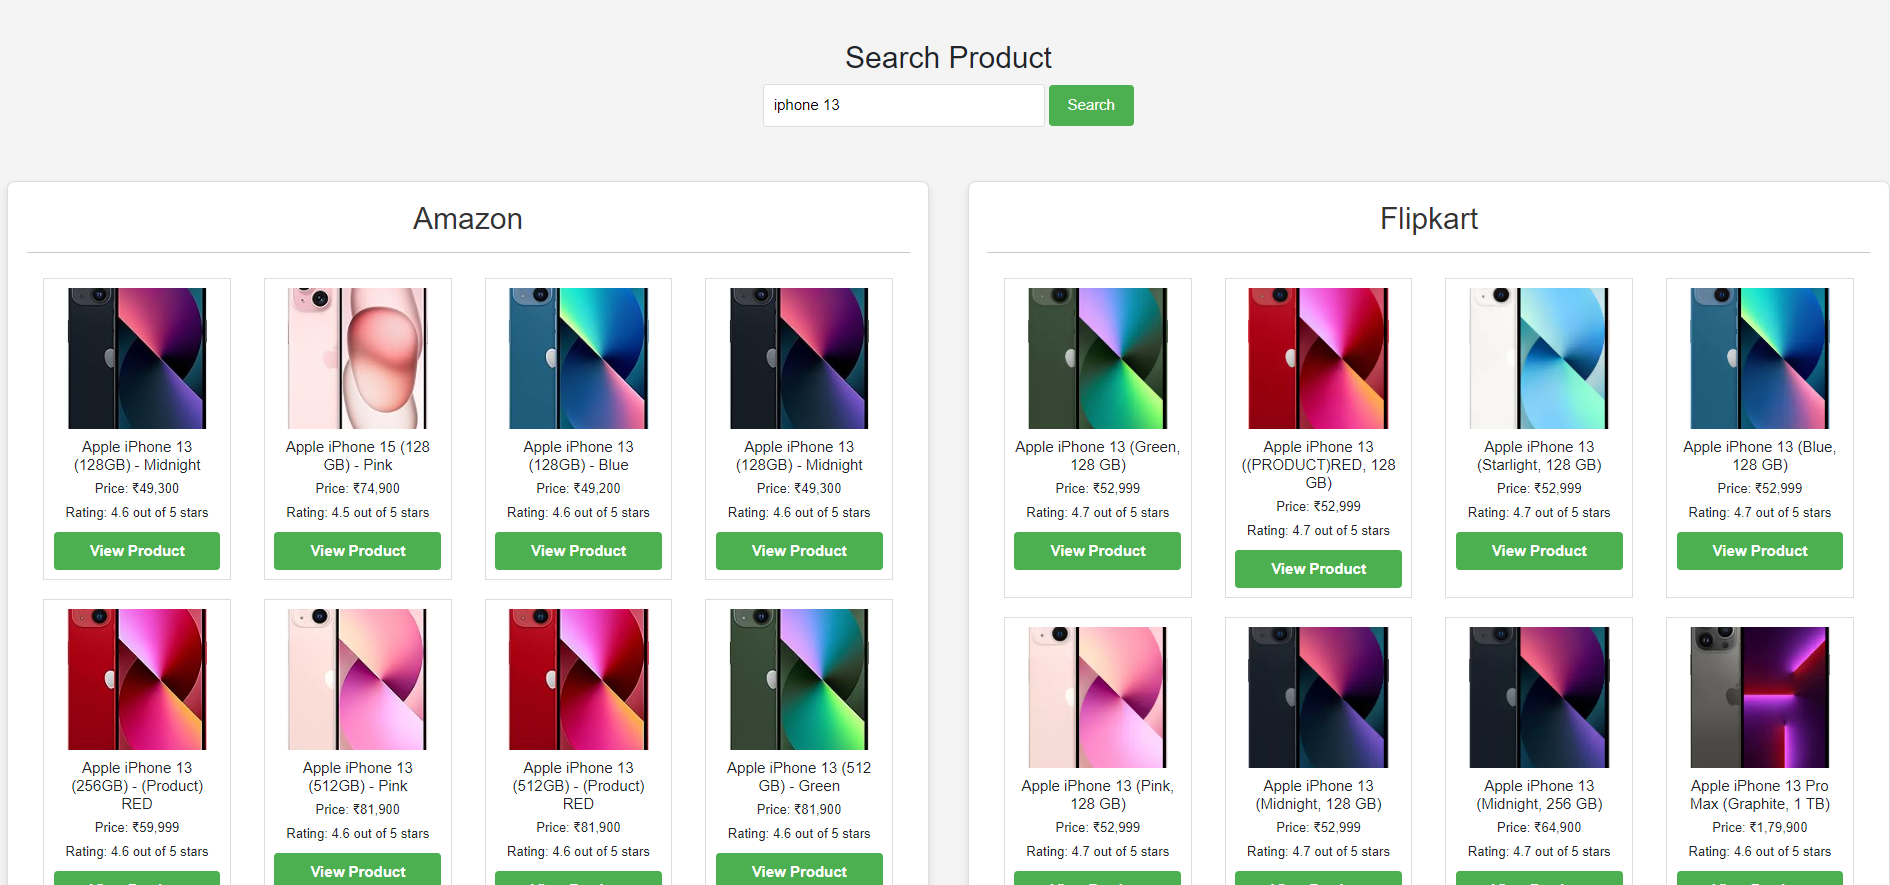 Search Product
iphone 13
Search
Amazon
Apple iPhone 13
(128GB) - Midnight
Price: ₹49,300
Rating: 4.6 out of 5 stars
View Product
Apple iPhone 15 (128
GB) - Pink
Price: ₹74,900
Rating: 4.5 out of 5 stars
View Product
Apple iPhone 13
(128GB) - Blue
Price: ₹49,200
Rating: 4.6 out of 5 stars
View Product
Apple iPhone 13
(128GB) - Midnight
Price: ₹49,300
Rating: 4.6 out of 5 stars
View Product
Apple iPhone 13
(256GB) - (Product)
RED
Price: ₹59,999
Rating: 4.6 out of 5 stars
Apple iPhone 13
(512GB) - Pink
Price: ₹81,900
Rating: 4.6 out of 5 stars
View Product
Apple iPhone 13
(512GB) - (Product)
RED
Price: ₹81,900
Rating: 4.6 out of 5 stars
Apple iPhone 13 (512
GB) - Green
Price: ₹81,900
Rating: 4.6 out of 5 stars
View Product
Flipkart
Apple iPhone 13 (Green,
128 GB)
Price: ₹52,999
Rating: 4.7 out of 5 stars
View Product
Apple iPhone 13
((PRODUCT)RED, 128
GB)
Price: ₹52,999
Rating: 4.7 out of 5 stars
View Product
Apple iPhone 13
(Starlight, 128 GB)
Price: ₹52,999
Rating: 4.7 out of 5 stars
View Product
Apple iPhone 13 (Blue,
128 GB)
Price: ₹52,999
Rating: 4.7 out of 5 stars
View Product
Apple iPhone 13 (Pink,
128 GB)
Price: ₹52,999
Rating: 4.7 out of 5 stars
Apple iPhone 13
(Midnight, 128 GB)
Price: ₹52,999
Rating: 4.7 out of 5 stars
Apple iPhone 13
(Midnight, 256 GB)
Price: ₹64,900
Rating: 4.7 out of 5 stars
Apple iPhone 13 Pro
Max (Graphite, 1 TB)
Price: ₹1,79,900
Rating: 4.6 out of 5 stars